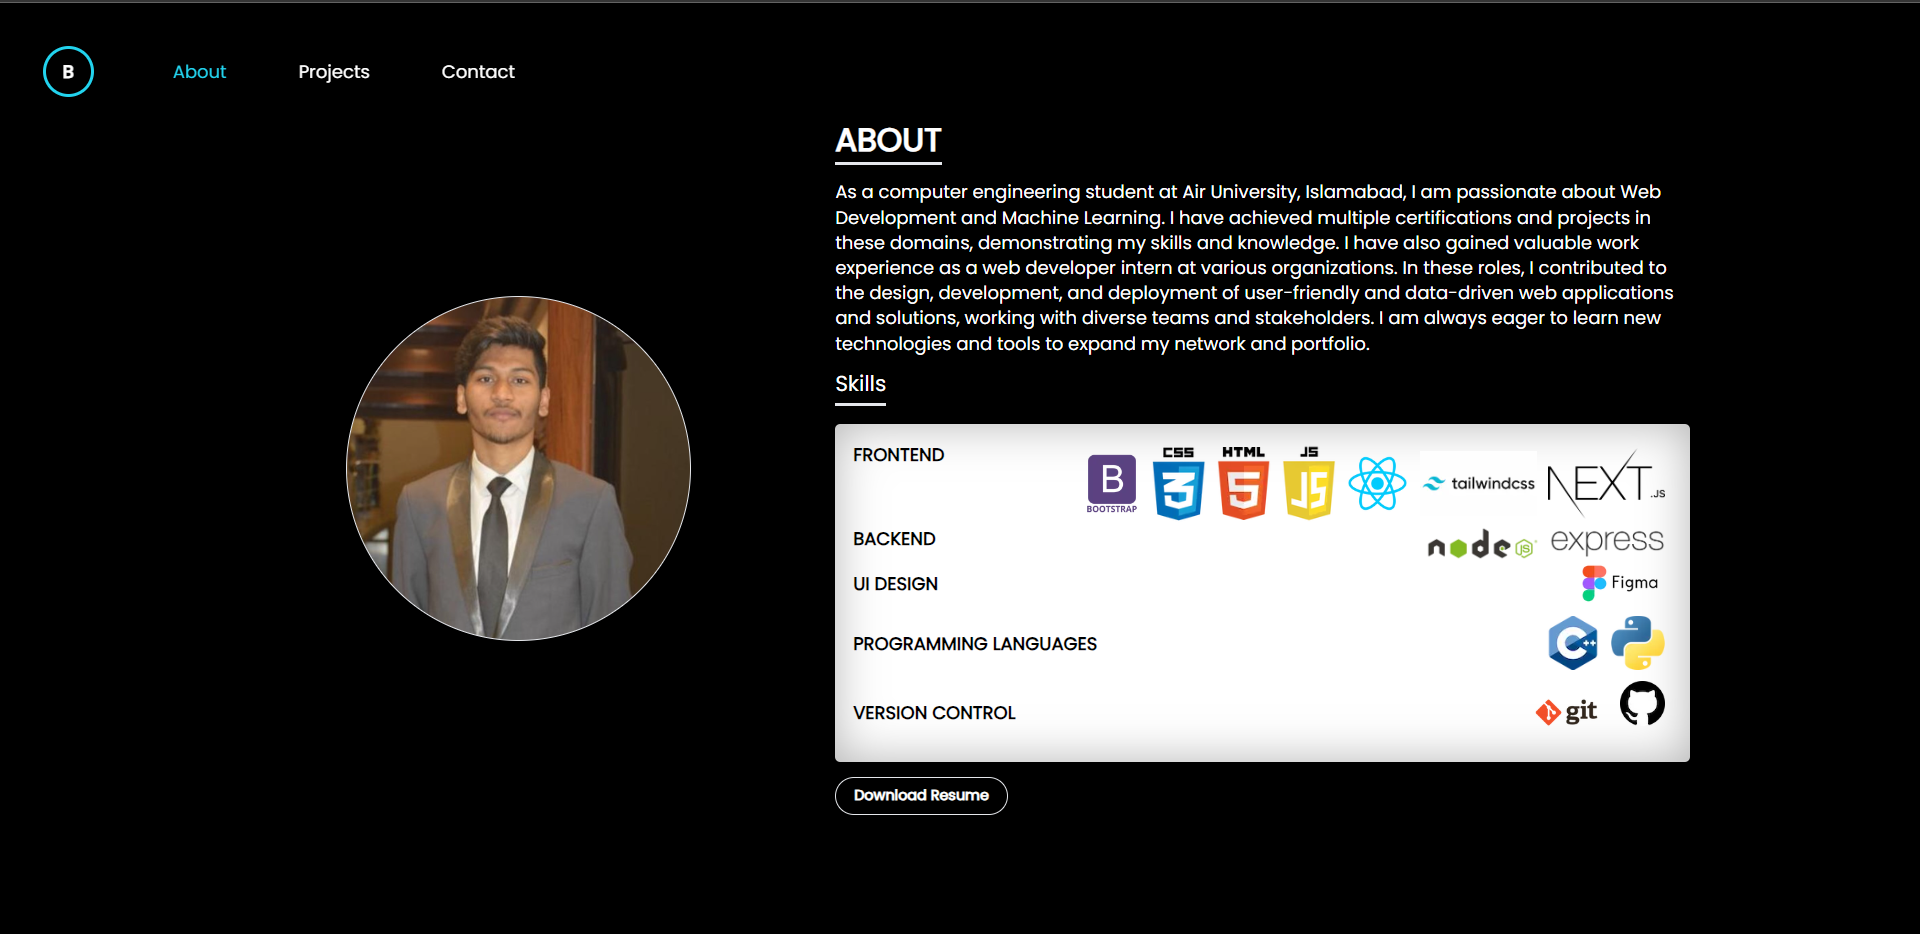 B
About
Projects
Contact
ABOUT
As a computer engineering student at Air University, Islamabad, I am passionate about Web
Development and Machine Learning. I have achieved multiple certifications and projects in
these domains, demonstrating my skills and knowledge. I have also gained valuable work
experience as a web developer intern at various organizations. In these roles, I contributed to
the design, development, and deployment of user-friendly and data-driven web applications
and solutions, working with diverse teams and stakeholders. I am always eager to learn new
technologies and tools to expand my network and portfolio.
Skills
FRONTEND
B
BOOTSTRAP
CSS
3
HTML
5
JS
JS
tailwindcss
NEXT.JS
BACKEND
node JS
express
UI DESIGN
Figma
PROGRAMMING LANGUAGES
C++
VERSION CONTROL
git
Download Resume